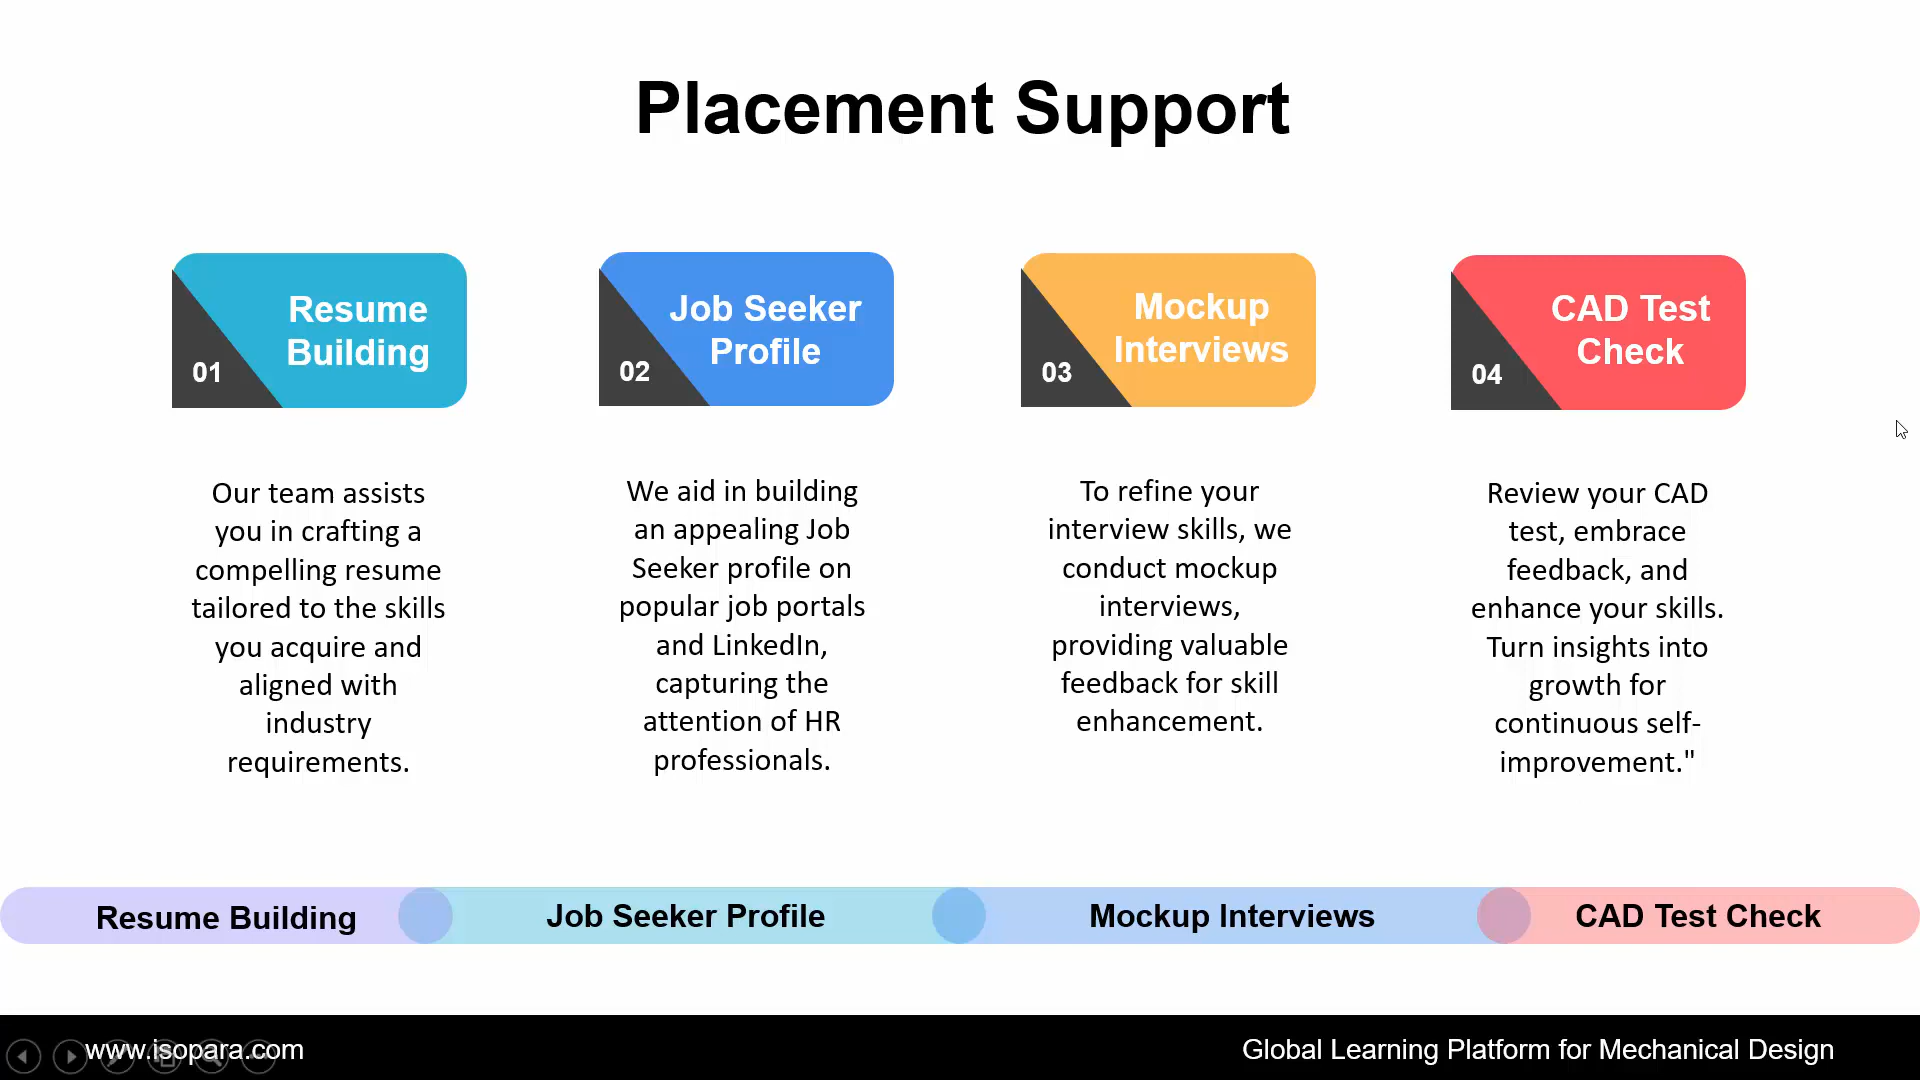 Placement Support
01
Resume
Building
Our team assists
you in crafting a
compelling resume
tailored to the skills
you acquire and
aligned with
industry
requirements.
02
Job Seeker
Profile
We aid in building
an appealing Job
Seeker profile on
popular job portals
and LinkedIn,
capturing the
attention of HR
professionals.
03
Mockup
Interviews
To refine your
interview skills, we
conduct mockup
interviews,
providing valuable
feedback for skill
enhancement.
04
CAD Test
Check
Review your CAD
test, embrace
feedback, and
enhance your skills.
Turn insights into
growth for
continuous self-
improvement."
Resume Building
Job Seeker Profile
Mockup Interviews
CAD Test Check
www.isopara.com
Global Learning Platform for Mechanical Design